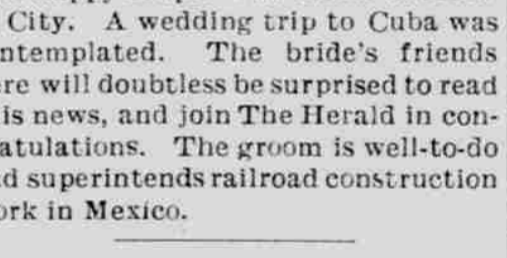 City. A wedding trip to Cuba was
ntemplated. The bride's friends
re will doubtless be surprised to read
is news, and join The Herald in con-
atulations. The groom is well-to-do
d superintends railroad construction
ork in Mexico.